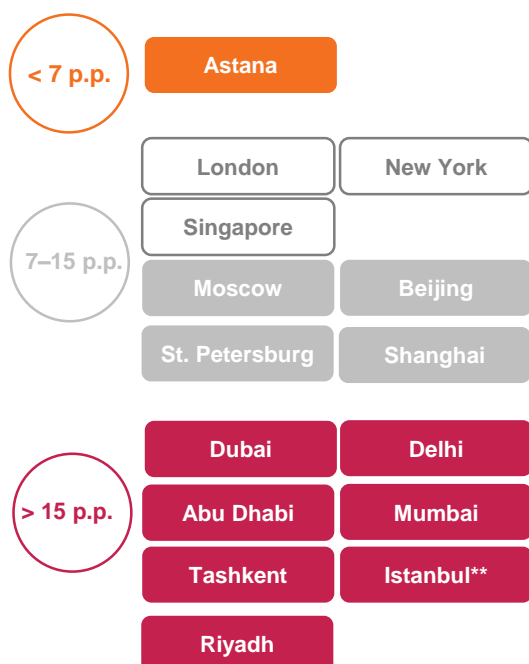 < 7 p.p.
Astana
7–15 p.p.
London
New York
Singapore
Moscow
Beijing
St. Petersburg
Shanghai
> 15 p.p.
Dubai
Delhi
Abu Dhabi
Mumbai
Tashkent
Istanbul**
Riyadh